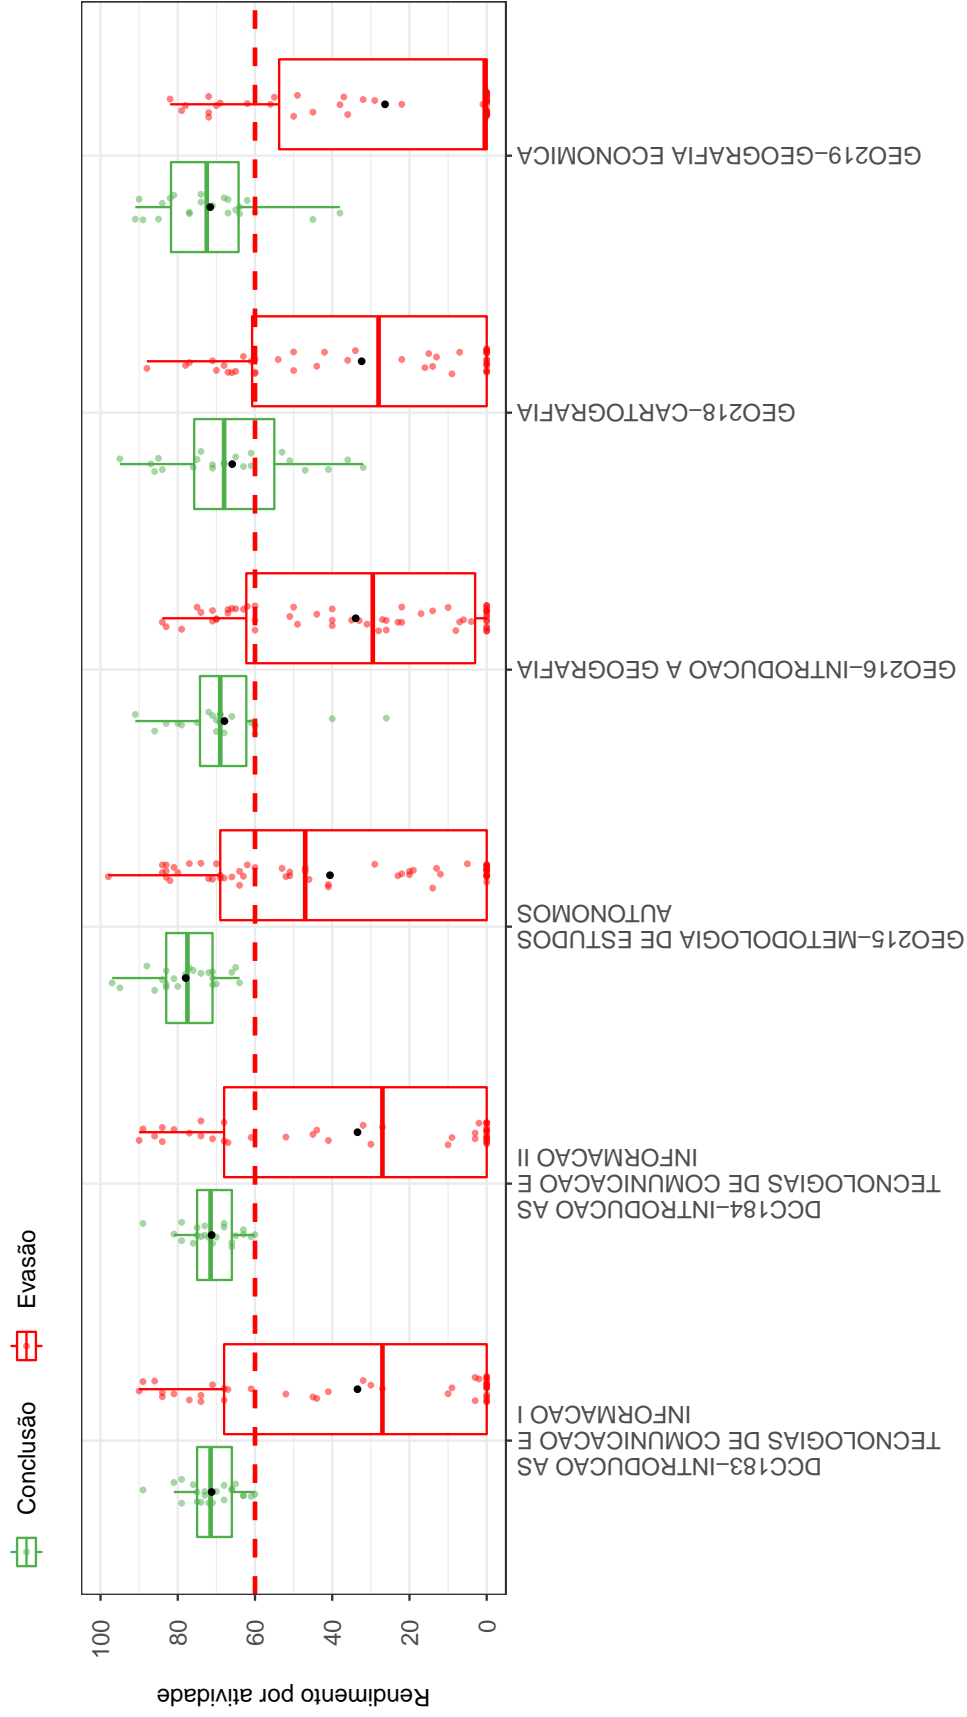 Conclusão
Evasão
Rendimento por atividade
0
20
40
60
80
100
DCC183−INTRODUCAO AS
TECNOLOGIAS DE COMUNICACAO E
INFORMACAO I
DCC184−INTRODUCAO AS
TECNOLOGIAS DE COMUNICACAO E
INFORMACAO II
GEO215−METODOLOGIA DE ESTUDOS
AUTONOMOS
GEO216−INTRODUCAO A GEOGRAFIA
GEO218−CARTOGRAFIA
GEO219−GEOGRAFIA ECONOMICA